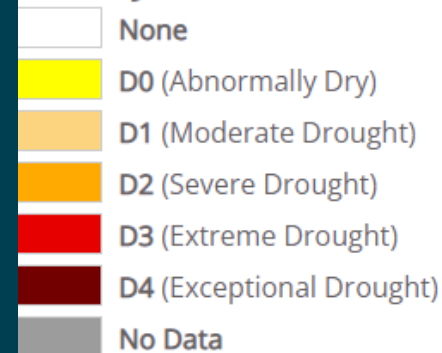 None
D0 (Abnormally Dry)
D1 (Moderate Drought)
D2 (Severe Drought)
D3 (Extreme Drought)
D4 (Exceptional Drought)
No Data